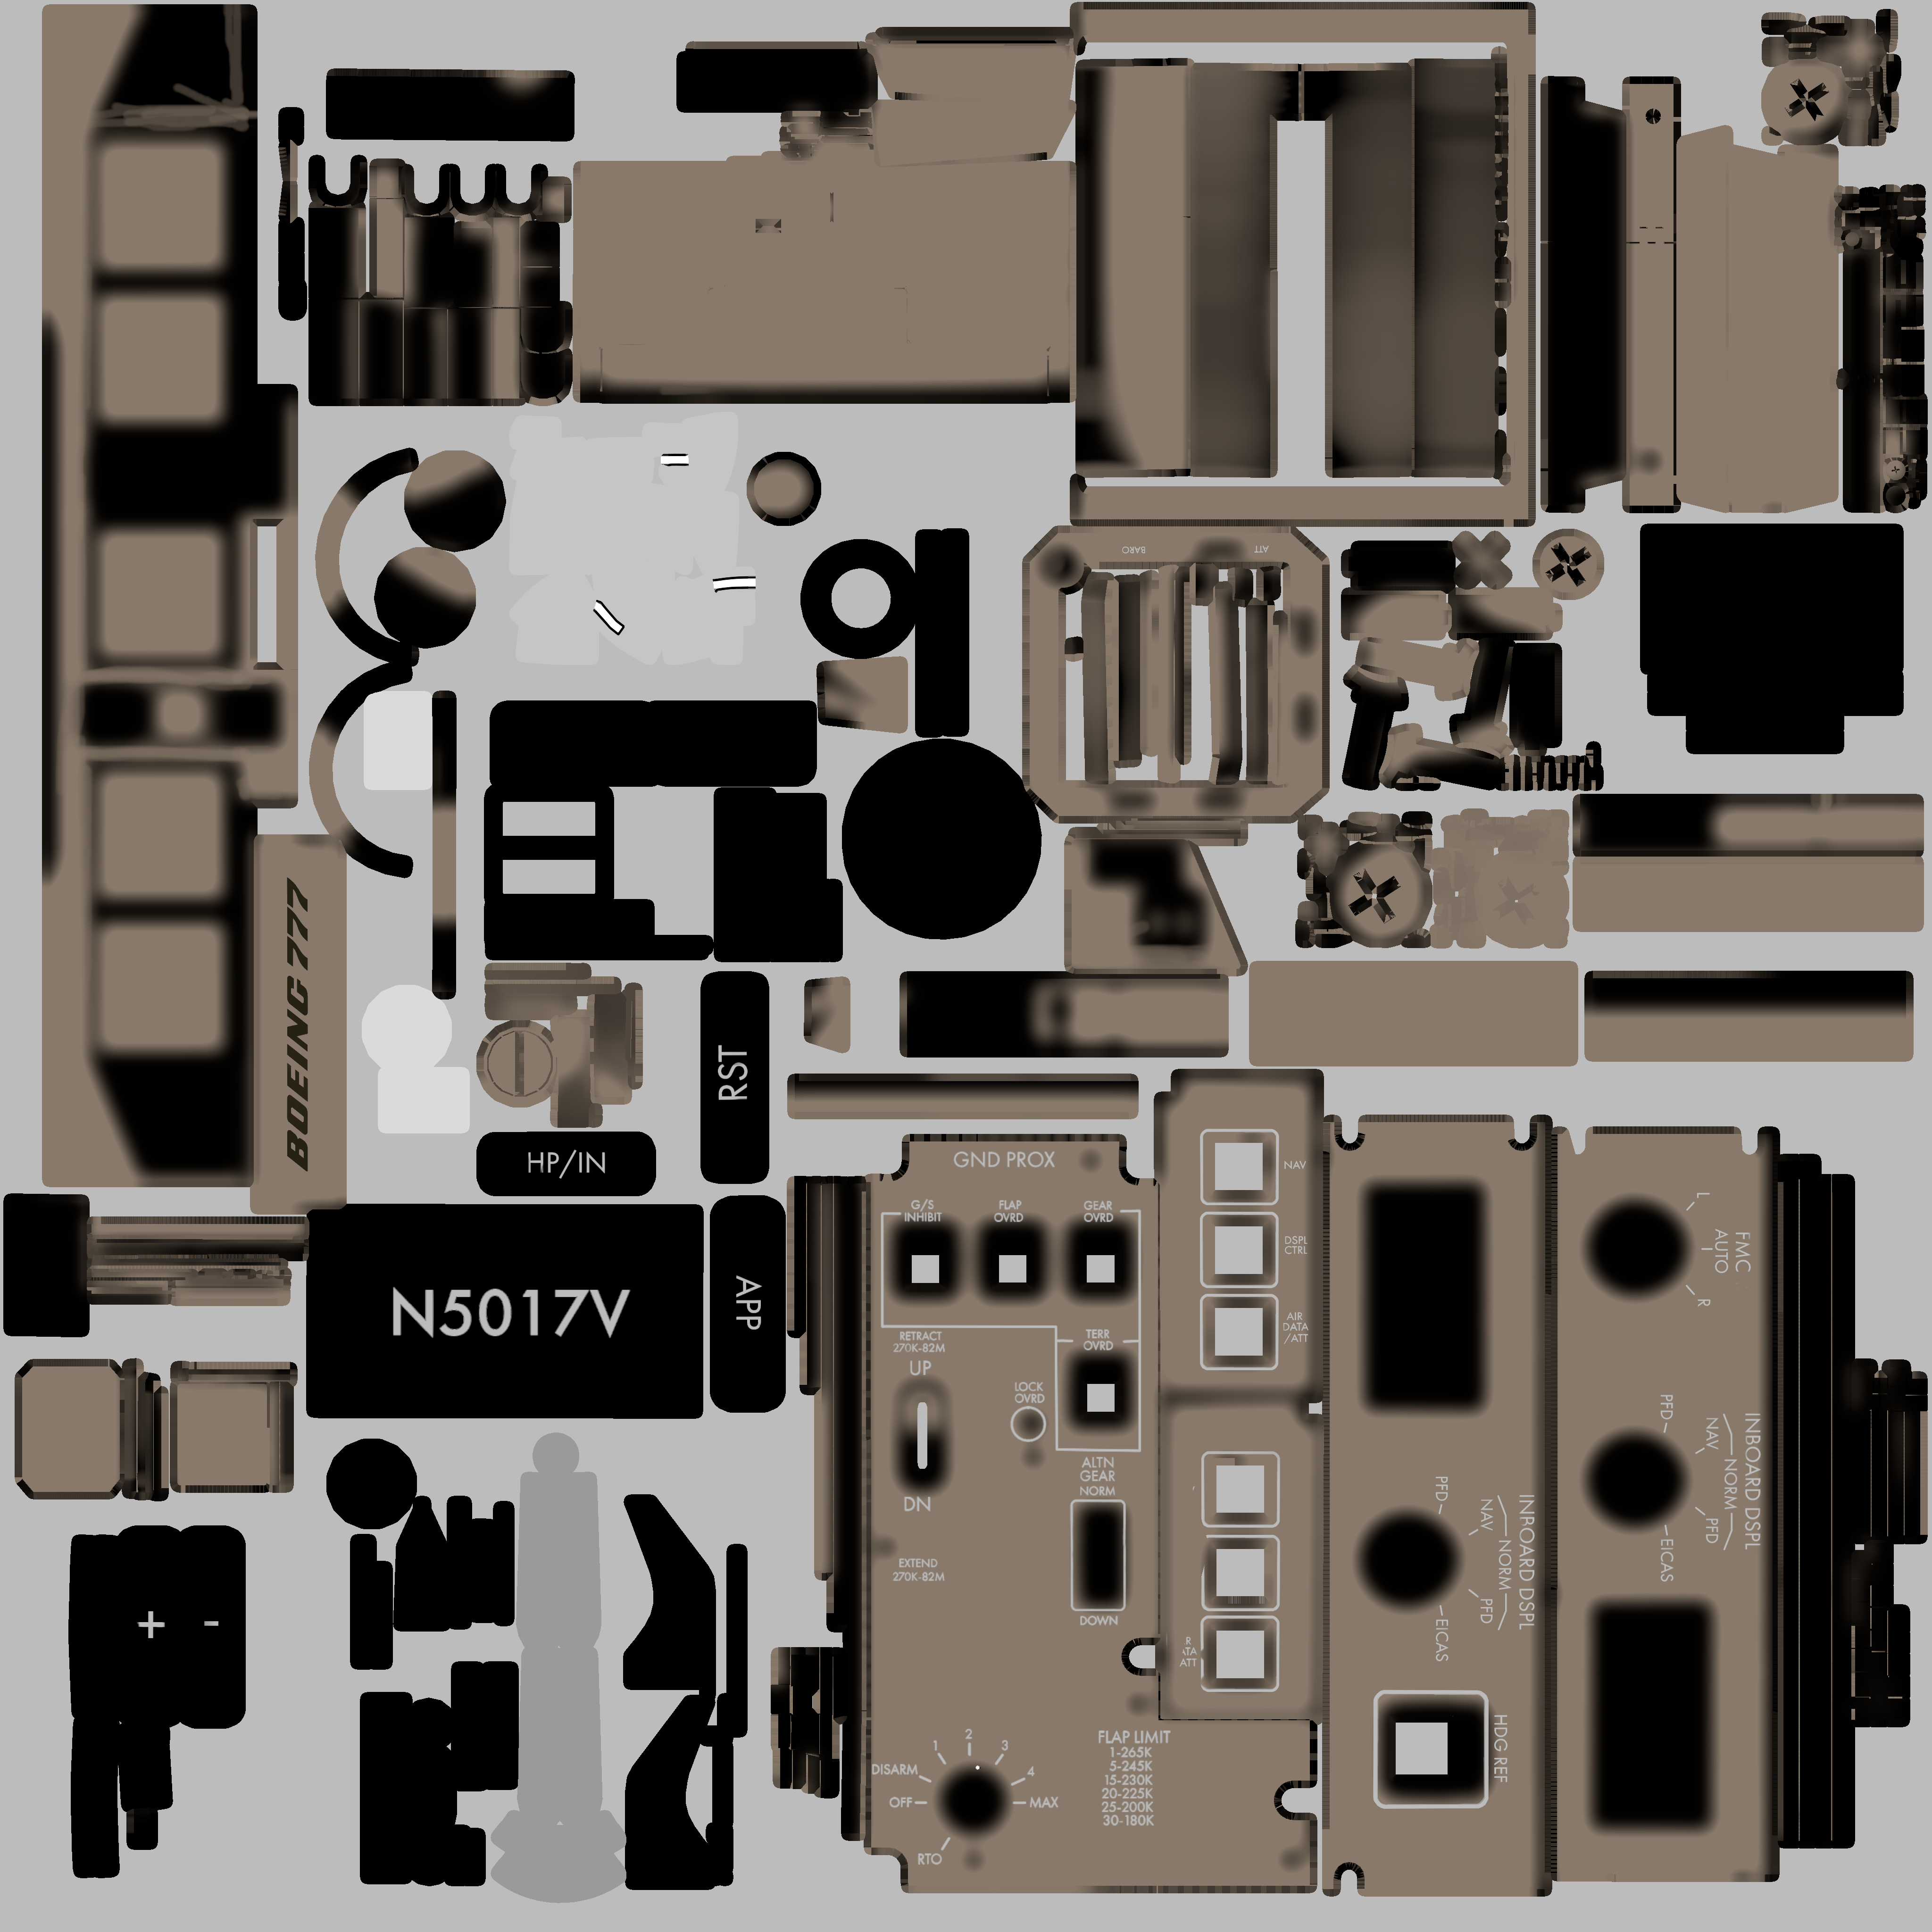 BARO
ATT
BOEING 777
RST
HP/IN
N5017V
APP
+ -
GND PROX
G/S
INHIBIT
FLAP
OVRD
GEAR
OVRD
TERR
OVRD
RETRACT
270K-82M
UP
LOCK
OVRD
DN
ALTN
GEAR
NORM
DOWN
EXTEND
270K-82M
DISARM
OFF
RTO
1
2
3
4
MAX
FLAP LIMIT
1-265K
5-245K
15-230K
20-225K
25-200K
30-180K
NAV
DSPL
CTRL
AIR
DATA
/ATT
R
ATA
ATT
INBOARD DSPL
NORM
NAV
PFD
PFD
EICAS
HDG REF
FMC
L
AUTO
R
INBOARD DSPL
NORM
NAV
PFD
PFD
EICAS